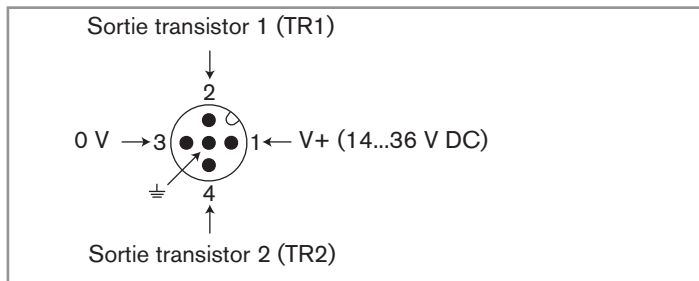 Sortie transistor 1 (TR1)
2
0 V 3 1 V+ (14...36 V DC)
4
Sortie transistor 2 (TR2)